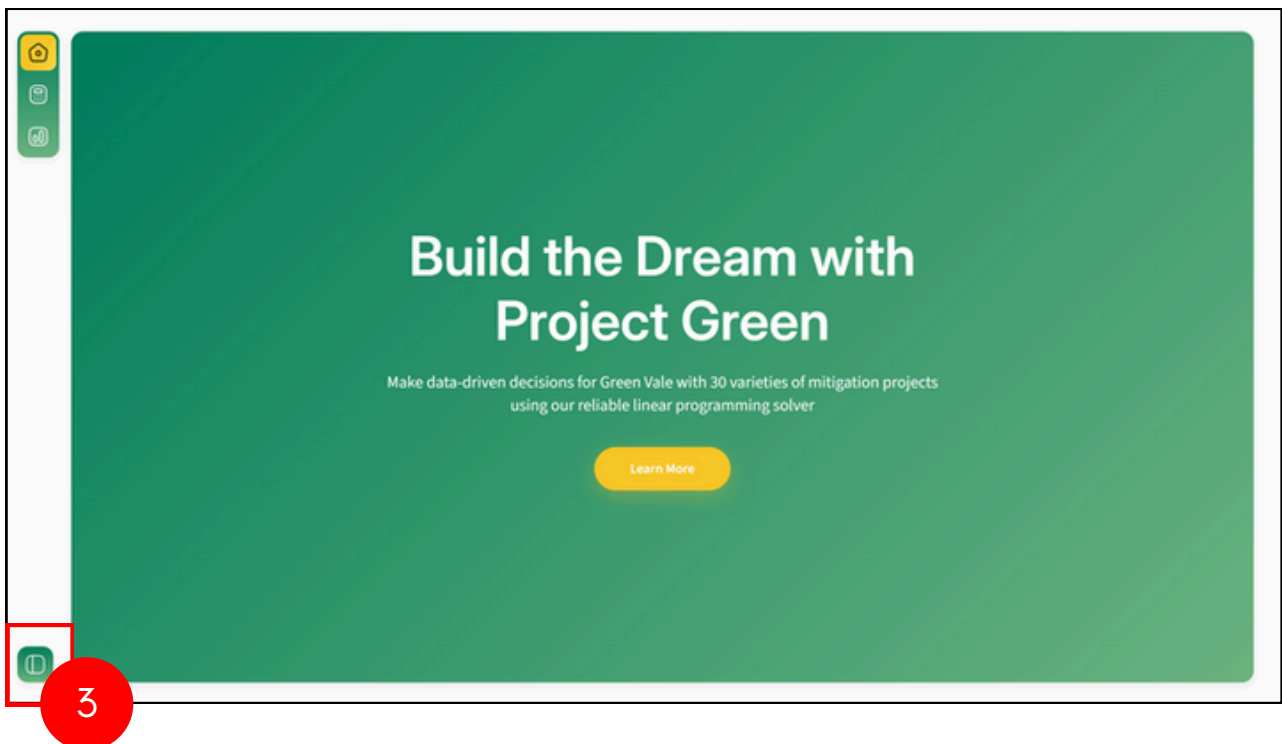 Build the Dream with
Project Green
Make data-driven decisions for Green Vale with 30 varieties of mitigation projects
using our reliable linear programming solver
Learn More
3